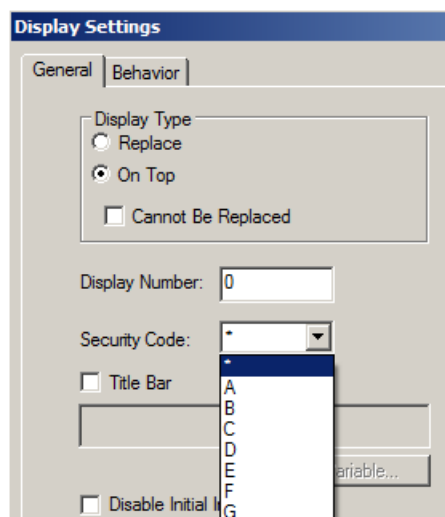 Display Settings
General Behavior
Display Type
Replace
On Top
Cannot Be Replaced
Display Number: 0
Security Code: *
*
Title Bar
A
B
C
D
E
ariable...
F
Disable Initial I
G